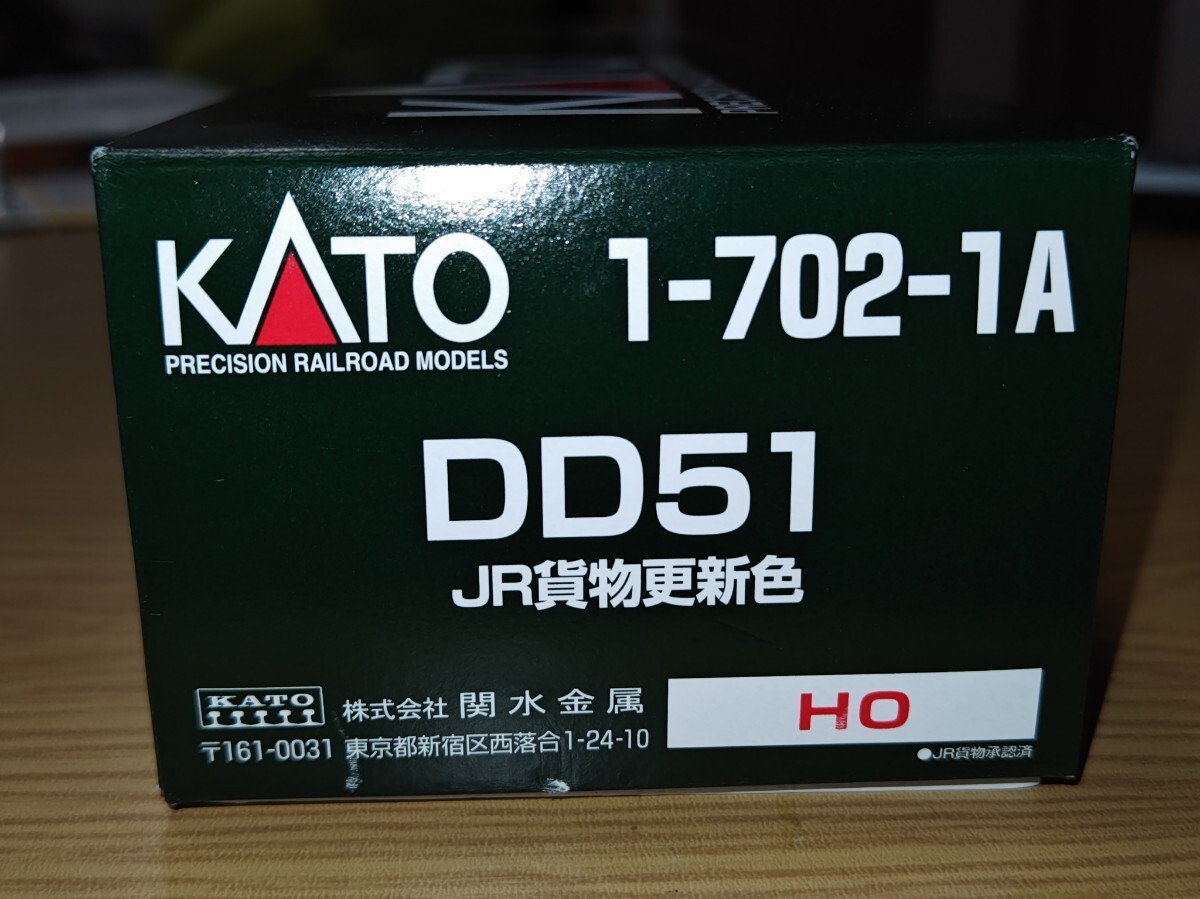 KATO 1-702-1A
PRECISION RAILROAD MODELS
DD51
JR貨物更新色
KATO 株式会社 関水金属
〒161-0031 東京都新宿区西落合1-24-10
HO
●JR貨物承認済